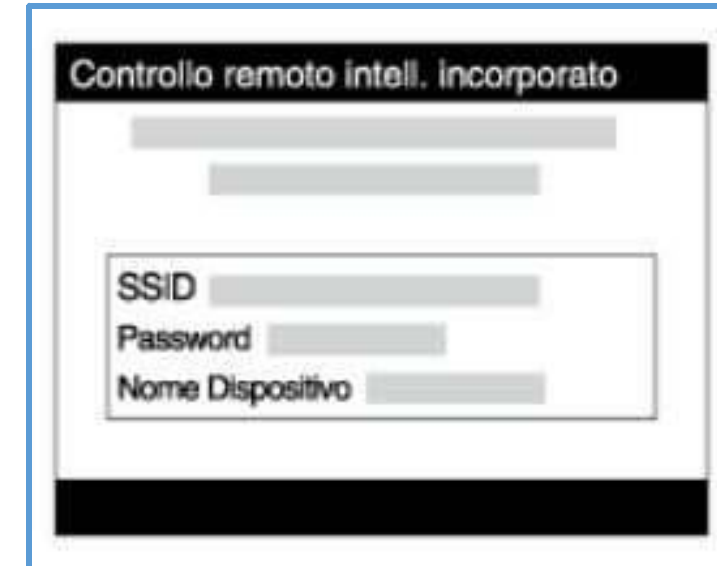 Controllo remoto intell. incorporato
SSID
Password
Nome Dispositivo